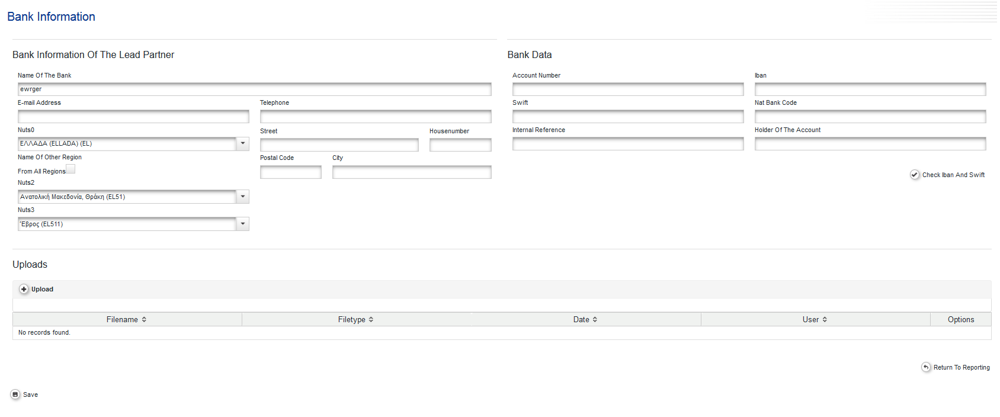 Bank Information
Bank Information Of The Lead Partner
Name Of The Bank
ewrger
E-mail Address
Telephone
Nuts0
ΕΛΛΑΔΑ (ELLADA) (EL)
Street
Housenumber
Name Of Other Region
From All Regions
Postal Code
City
Nuts2
Ανατολική Μακεδονία, Θράκη (EL51)
Nuts3
Έβρος (EL511)
Bank Data
Account Number
Iban
Swift
Nat Bank Code
Internal Reference
Holder Of The Account
Check Iban And Swift
Uploads
Upload
Filename Filetype Date User Options
No records found.
Return To Reporting
Save